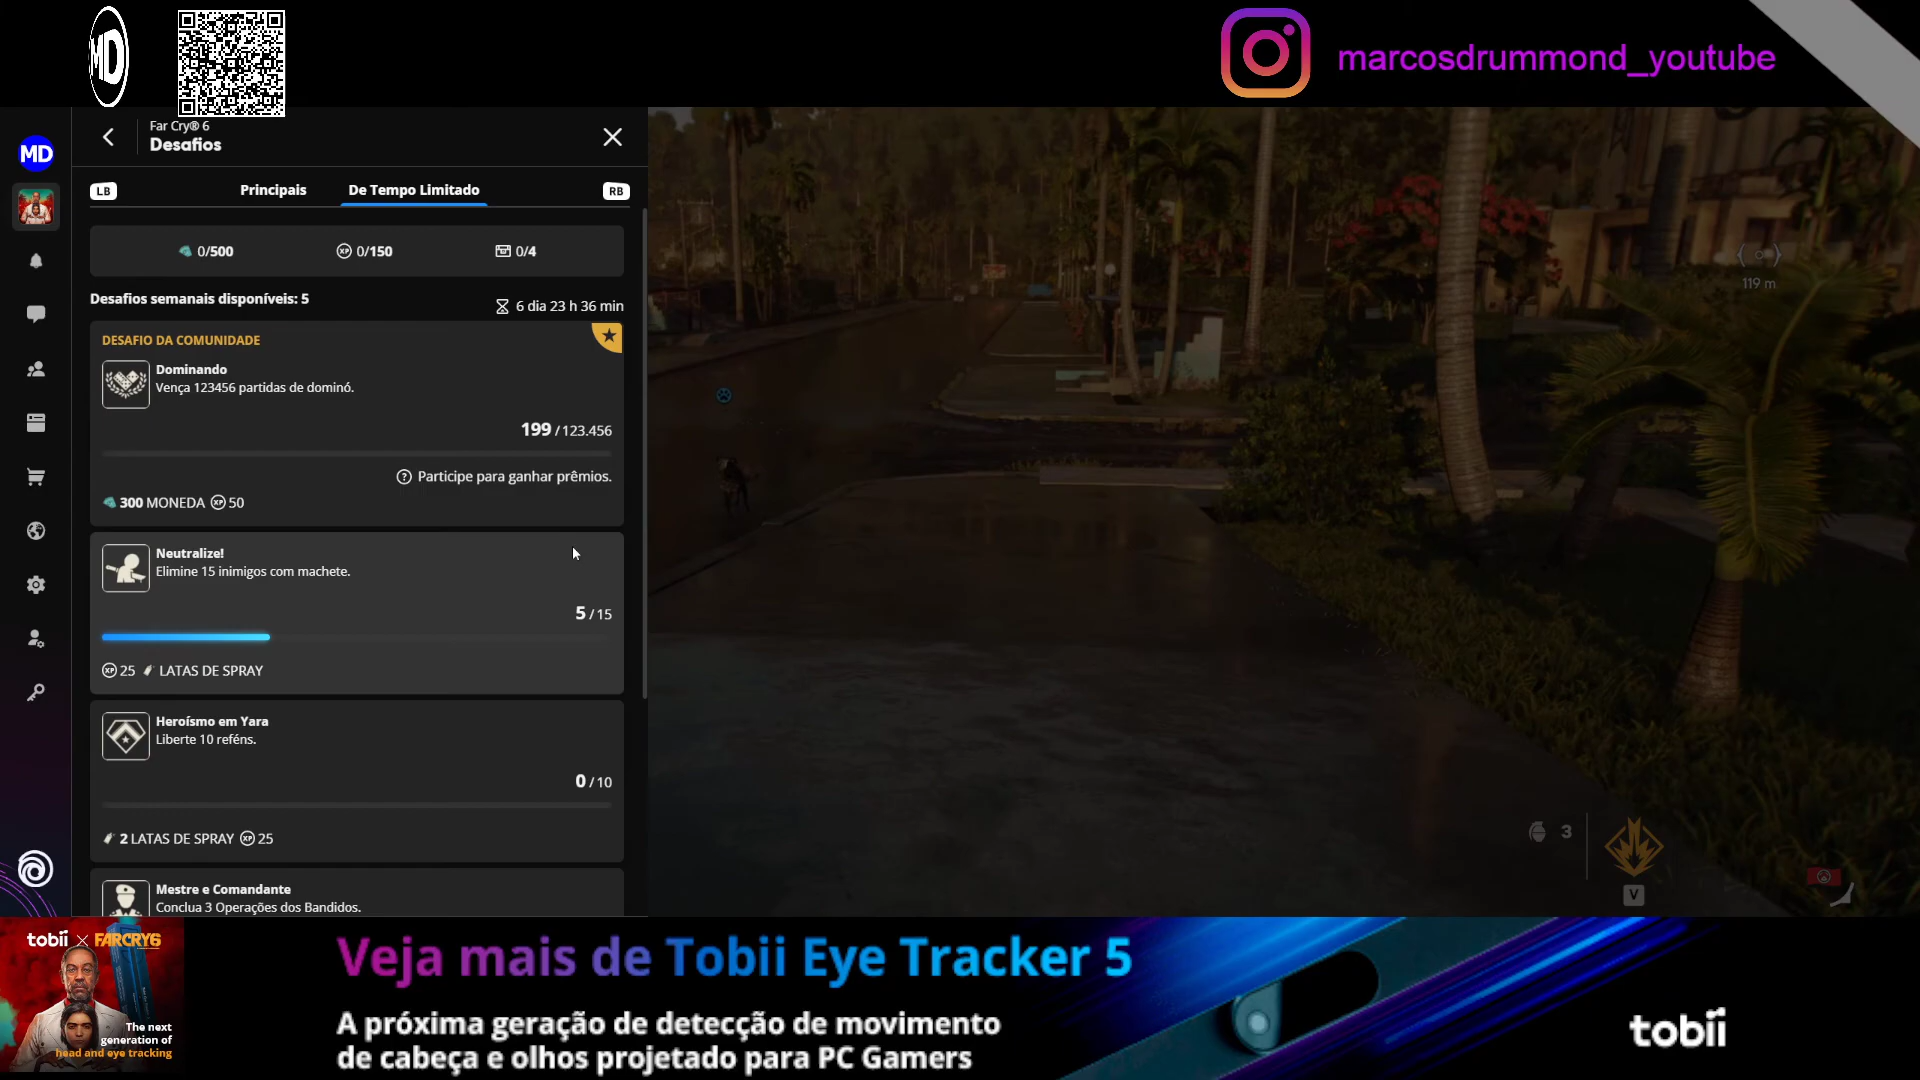 MD
marcosdrummond_youtube
MD
Far Cry® 6
Desafios
LB
Principais
De Tempo Limitado
RB
0/500
XP 0/150
0/4
Desafios semanais disponíveis: 5
6 dia 23 h 36 min
DESAFIO DA COMUNIDADE
Dominando
Vença 123456 partidas de dominó.
199 / 123.456
? Participe para ganhar prêmios.
300 MONEDA XP 50
Neutralize!
Elimine 15 inimigos com machete.
5 / 15
XP 25 LATAS DE SPRAY
Heroísmo em Yara
Liberte 10 reféns.
0 / 10
2 LATAS DE SPRAY XP 25
Mestre e Comandante
Conclua 3 Operações dos Bandidos.
119 m
3
V
tobii × FARCRY6
The next
generation of
head and eye tracking
Veja mais de Tobii Eye Tracker 5
A próxima geração de detecção de movimento
de cabeça e olhos projetado para PC Gamers
tobii